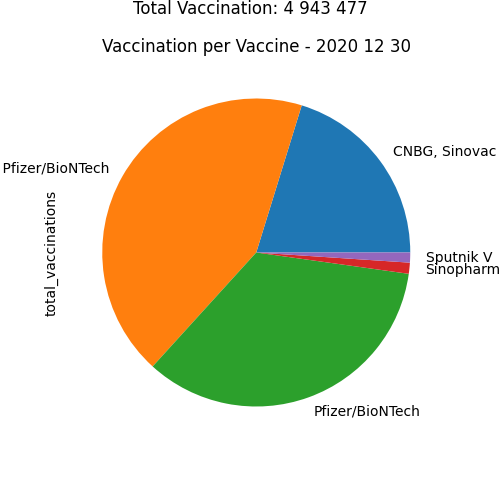 Total Vaccination: 4 943 477
Vaccination per Vaccine - 2020 12 30
CNBG, Sinovac
Pfizer/BioNTech
total_vaccinations
Sputnik V
Sinopharm
Pfizer/BioNTech